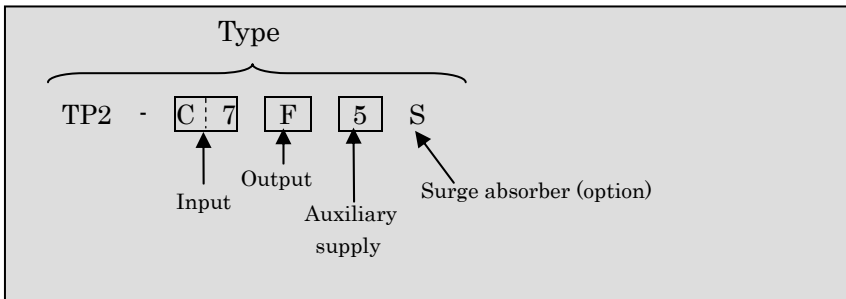 Type
TP2 - C 7 F 5 S
Output
Input
Surge absorber (option)
Auxiliary
supply